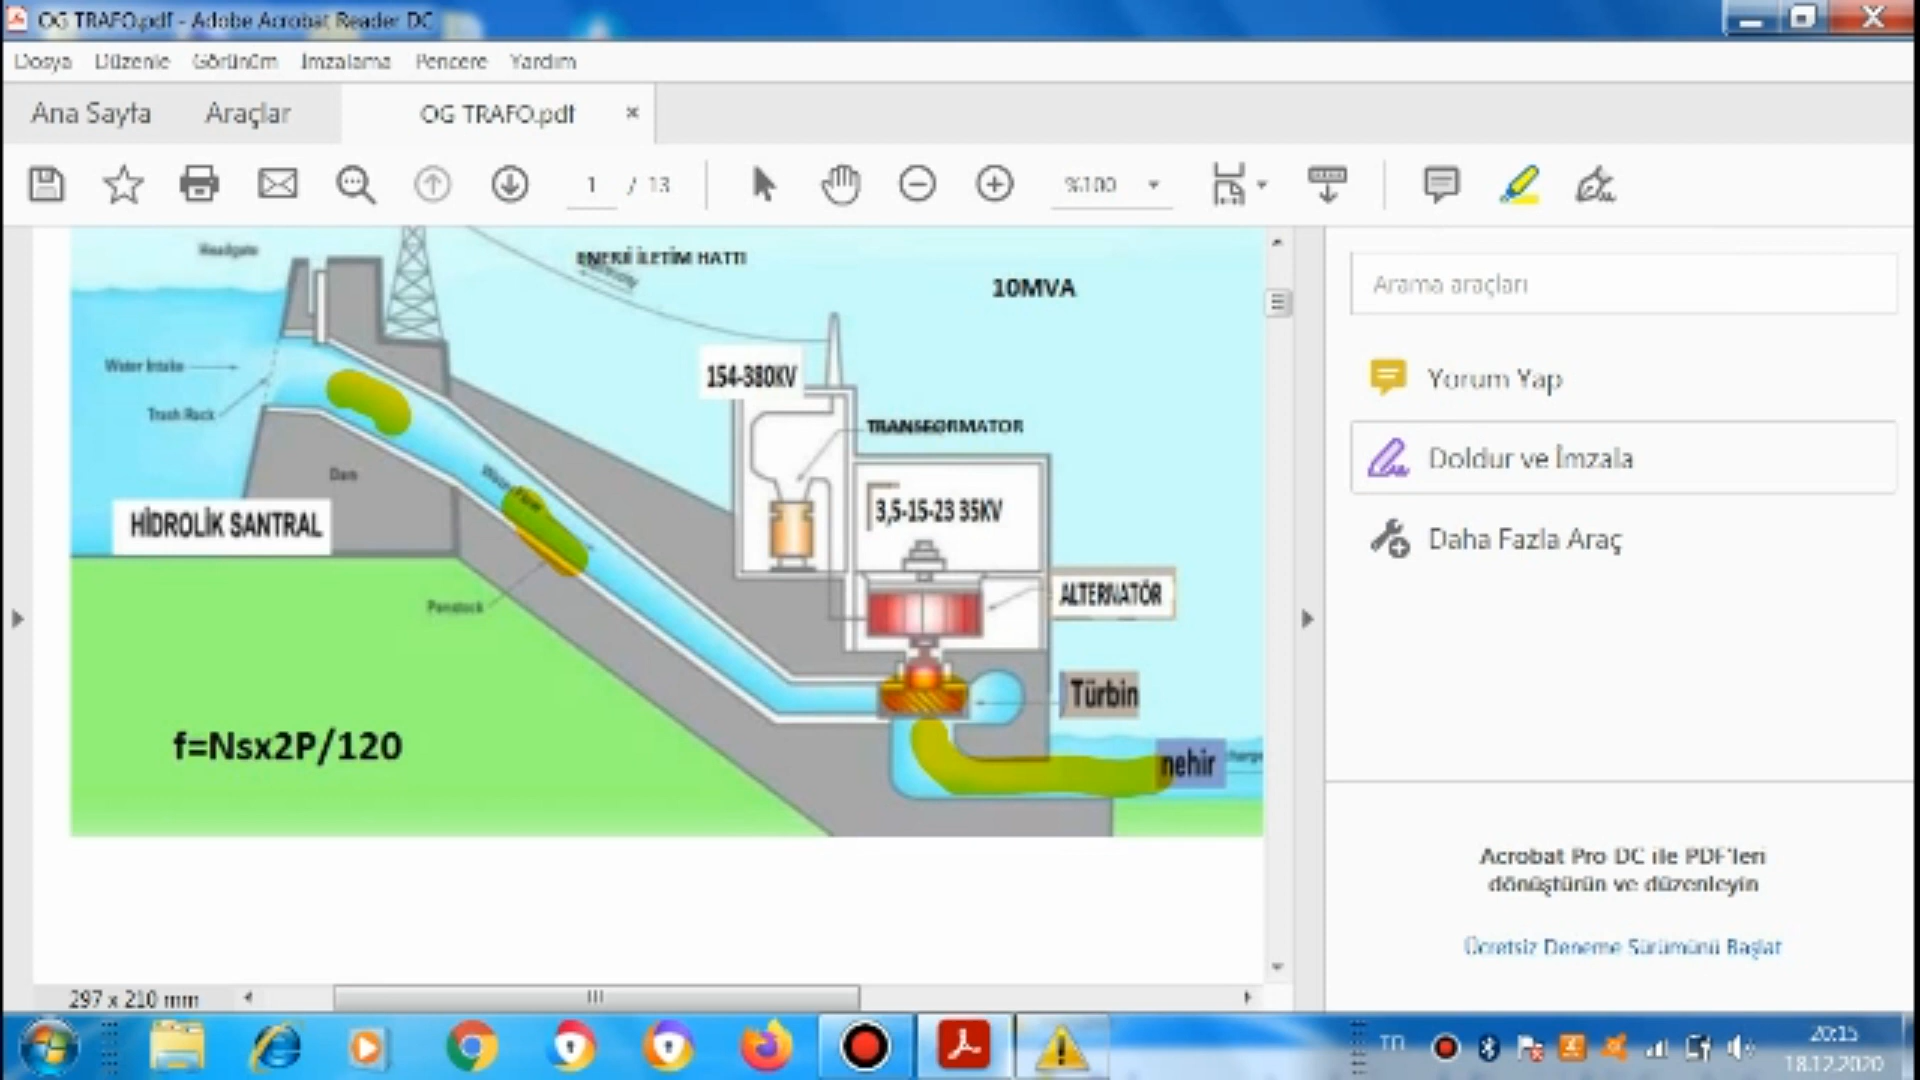 OG TRAFO.pdf - Adobe Acrobat Reader DC
Dosya Düzenle Görünüm İmzalama Pencere Yardım
Ana Sayfa Araçlar OG TRAFO.pdf ×
1 / 13 %100
Headgate
ENERJİ İLETİM HATTI
10MVA
Arama araçları
Water Intake
154-380KV
Yorum Yap
Trash Rack
TRANSFORMATOR
Dam
Doldur ve İmzala
HİDROLİK SANTRAL
3,5-15-23 35KV
Daha Fazla Araç
Penstock
ALTERNATÖR
Türbin
f=Nsx2P/120
nehir
Acrobat Pro DC ile PDF'leri
dönüştürün ve düzenleyin
Ücretsiz Deneme Sürümünü Başlat
297 x 210 mm
20:15
18.12.2020